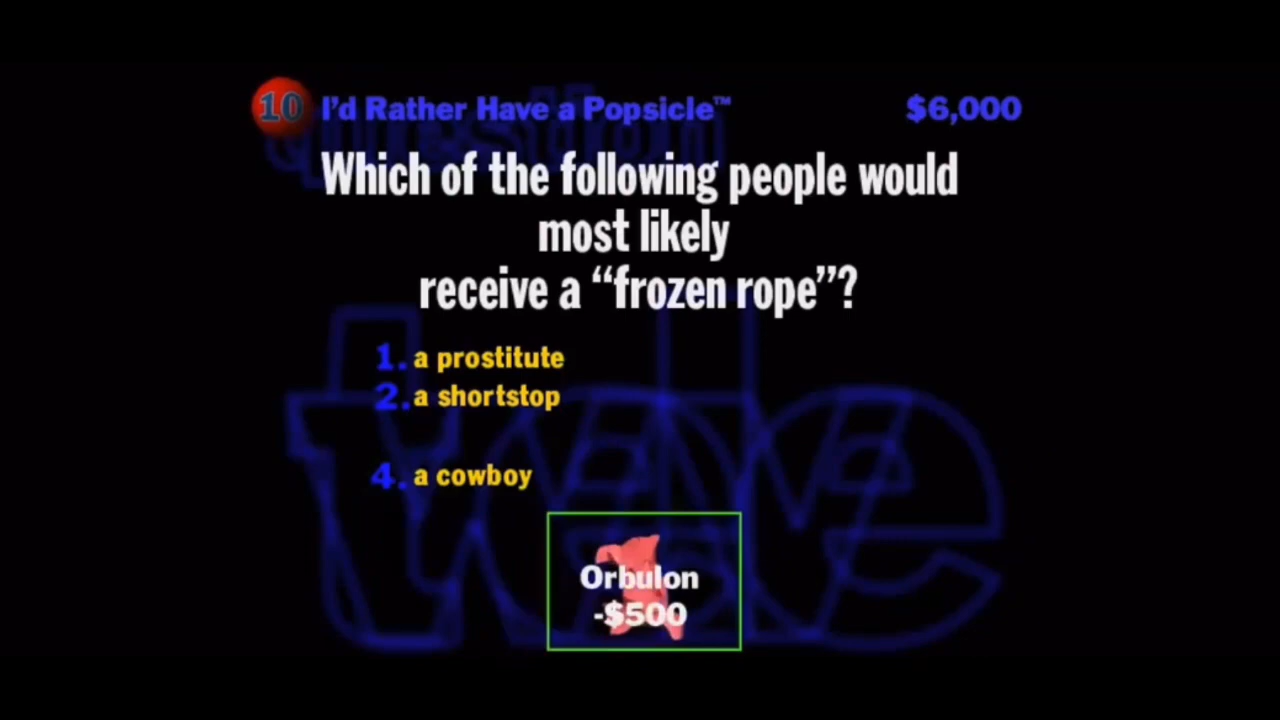 10 I'd Rather Have a Popsicle™ $6,000
Which of the following people would
most likely
receive a “frozen rope”?
1. a prostitute
2. a shortstop
4. a cowboy
Orbulon
-$500